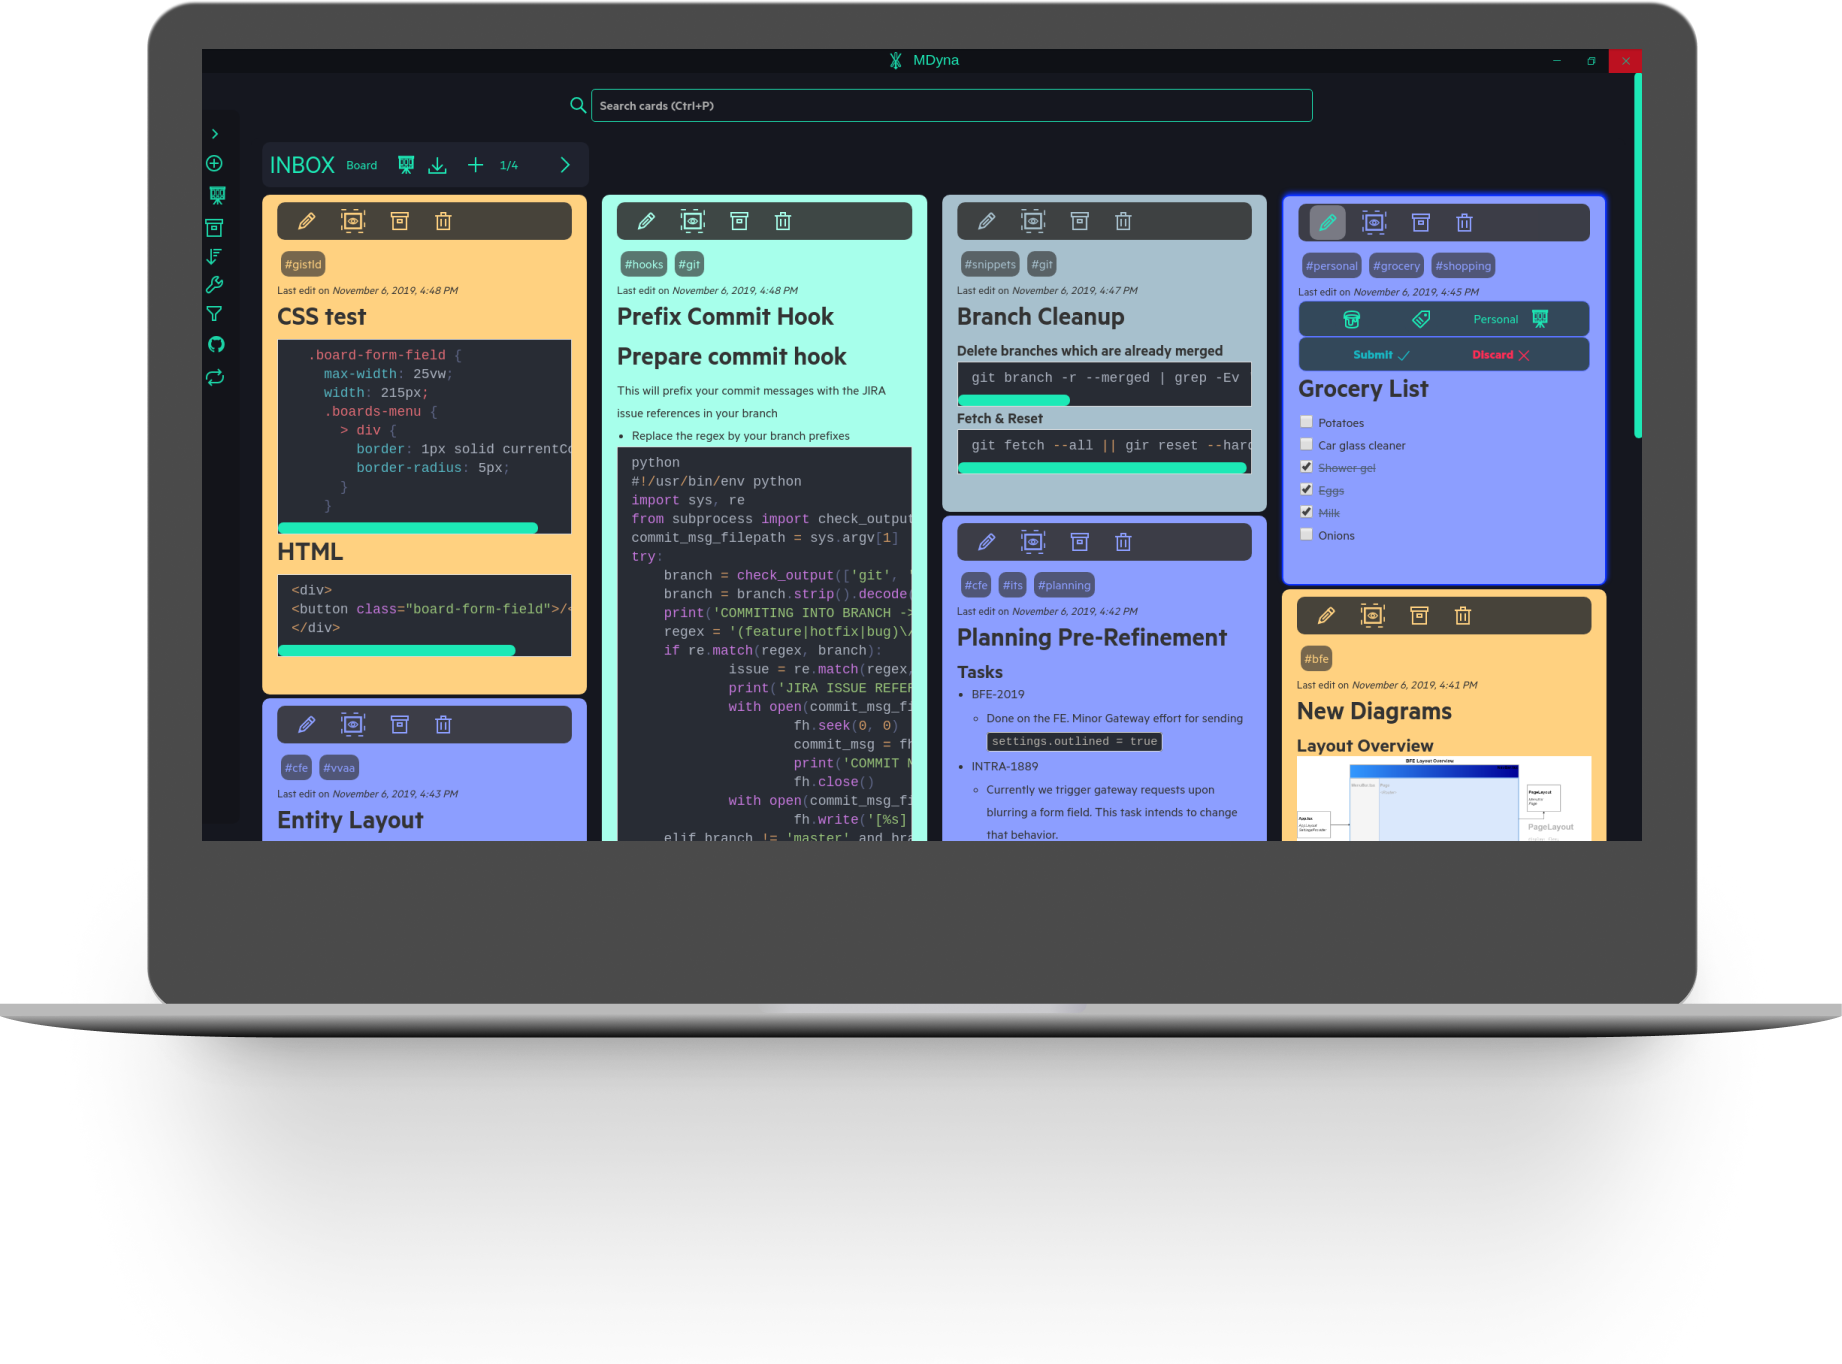 MDyna
Search cards (Ctrl+P)
INBOX Board 1/4
#gistId
Last edit on November 6, 2019, 4:48 PM
CSS test
.board-form-field {
max-width: 25vw;
width: 215px;
.boards-menu {
> div {
border: 1px solid currentCo
border-radius: 5px;
}
}
HTML
<div>
<button class="board-form-field">/<
</div>
#cfe #vvaa
Last edit on November 6, 2019, 4:43 PM
Entity Layout
#hooks #git
Last edit on November 6, 2019, 4:48 PM
Prefix Commit Hook
Prepare commit hook
This will prefix your commit messages with the JIRA
issue references in your branch
• Replace the regex by your branch prefixes
python
#!/usr/bin/env python
import sys, re
from subprocess import check_output
commit_msg_filepath = sys.argv[1]
try:
branch = check_output(['git', '
branch = branch.strip().decode(
print('COMMITING INTO BRANCH ->
regex = '(feature|hotfix|bug)\/
if re.match(regex, branch):
issue = re.match(regex,
print('JIRA ISSUE REFER
with open(commit_msg_fi
fh.seek(0, 0)
commit_msg = fh
print('COMMIT M
fh.close()
with open(commit_msg_fi
fh.write('[%s]
elif branch != 'master' and bra
#snippets #git
Last edit on November 6, 2019, 4:47 PM
Branch Cleanup
Delete branches which are already merged
git branch -r --merged | grep -Ev
Fetch & Reset
git fetch --all || gir reset --hard
#cfe #its #planning
Last edit on November 6, 2019, 4:42 PM
Planning Pre-Refinement
Tasks
• BFE-2019
Done on the FE. Minor Gateway effort for sending
settings.outlined = true
• INTRA-1889
Currently we trigger gateway requests upon
blurring a form field. This task intends to change
that behavior.
#personal #grocery #shopping
Last edit on November 6, 2019, 4:45 PM
Personal
Submit Discard
Grocery List
Potatoes
Car glass cleaner
Shower gel
Eggs
Milk
Onions
#bfe
Last edit on November 6, 2019, 4:41 PM
New Diagrams
Layout Overview
BFE Layout Overview
PageLayout
PageLayout